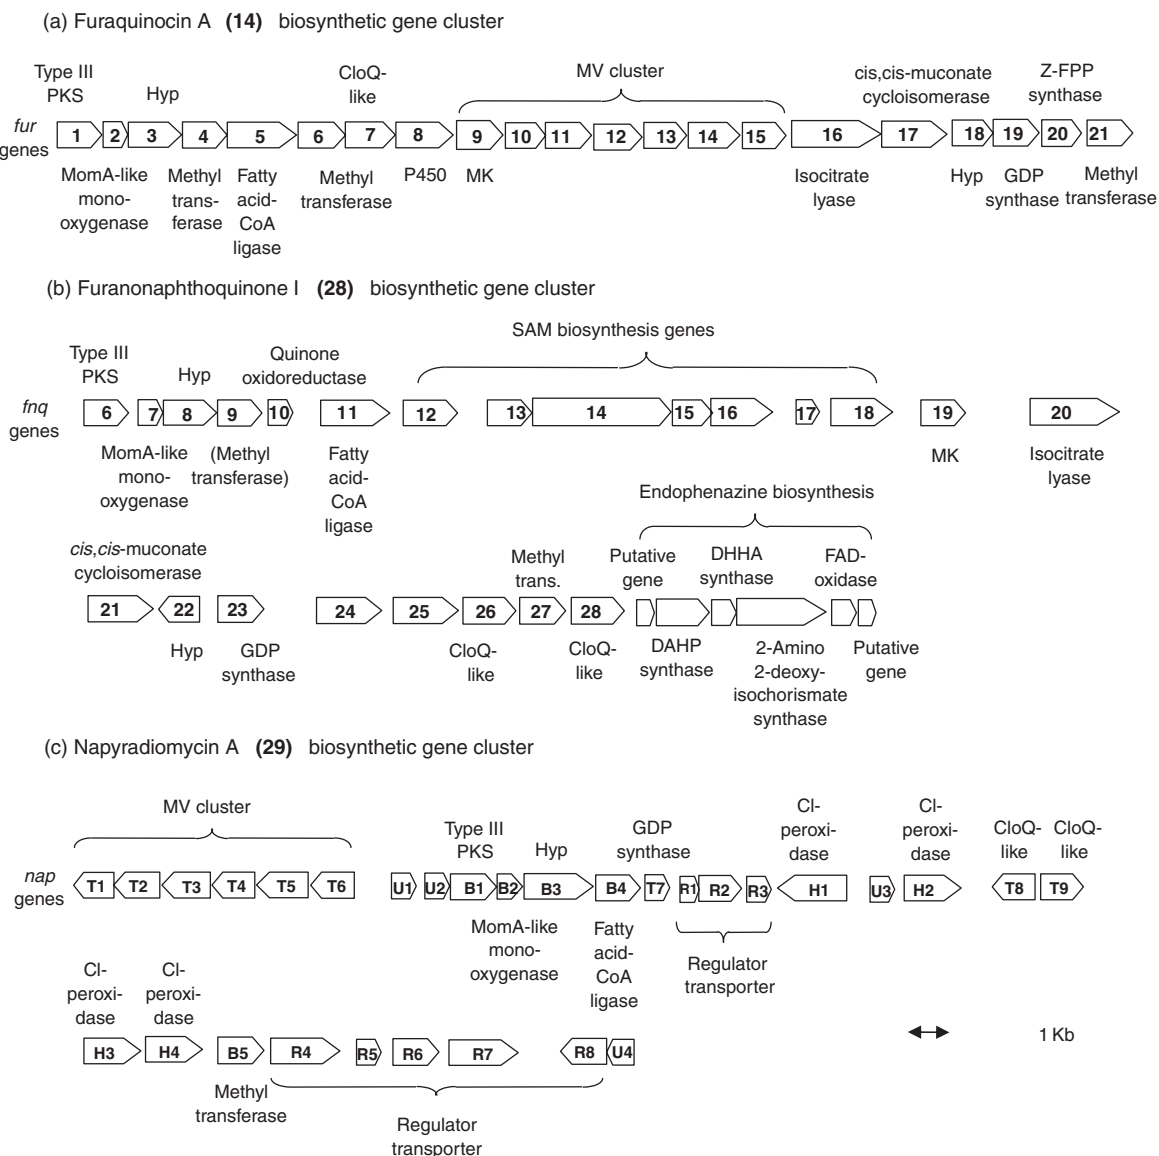 (a) Furaquinocin A (14) biosynthetic gene cluster
Type III
PKS
Hyp
CloQ-
like
MV cluster
cis,cis-muconate
cycloisomerase
Z-FPP
synthase
fur
genes
1 2 3 4 5 6 7 8 9 10 11 12 13 14 15 16 17 18 19 20 21
MomA-like
mono-
oxygenase
Methyl
trans-
ferase
Fatty
acid-
CoA
ligase
Methyl
transferase
P450
MK
Isocitrate
lyase
Hyp
GDP
synthase
Methyl
transferase
(b) Furanonaphthoquinone I (28) biosynthetic gene cluster
SAM biosynthesis genes
Type III
PKS
Hyp
Quinone
oxidoreductase
fnq
genes
6 7 8 9 10 11 12 13 14 15 16 17 18 19 20
MomA-like
mono-
oxygenase
(Methyl
transferase)
Fatty
acid-
CoA
ligase
MK
Isocitrate
lyase
Endophenazine biosynthesis
cis,cis-muconate
cycloisomerase
Methyl
trans.
Putative
gene
DHHA
synthase
FAD-
oxidase
21 22 23 24 25 26 27 28
Hyp
GDP
synthase
CloQ-
like
CloQ-
like
DAHP
synthase
2-Amino
2-deoxy-
isochorismate
synthase
Putative
gene
(c) Napyradiomycin A (29) biosynthetic gene cluster
MV cluster
Type III
PKS
Hyp
GDP
synthase
Cl-
peroxi-
dase
Cl-
peroxi-
dase
CloQ-
like
CloQ-
like
nap
genes
T1 T2 T3 T4 T5 T6 U1 U2 B1 B2 B3 B4 T7 R1 R2 R3 H1 U3 H2 T8 T9
MomA-like
mono-
oxygenase
Fatty
acid-
CoA
ligase
Regulator
transporter
Cl-
peroxi-
dase
Cl-
peroxi-
dase
1 Kb
H3 H4 B5 R4 R5 R6 R7 R8 U4
Methyl
transferase
Regulator
transporter